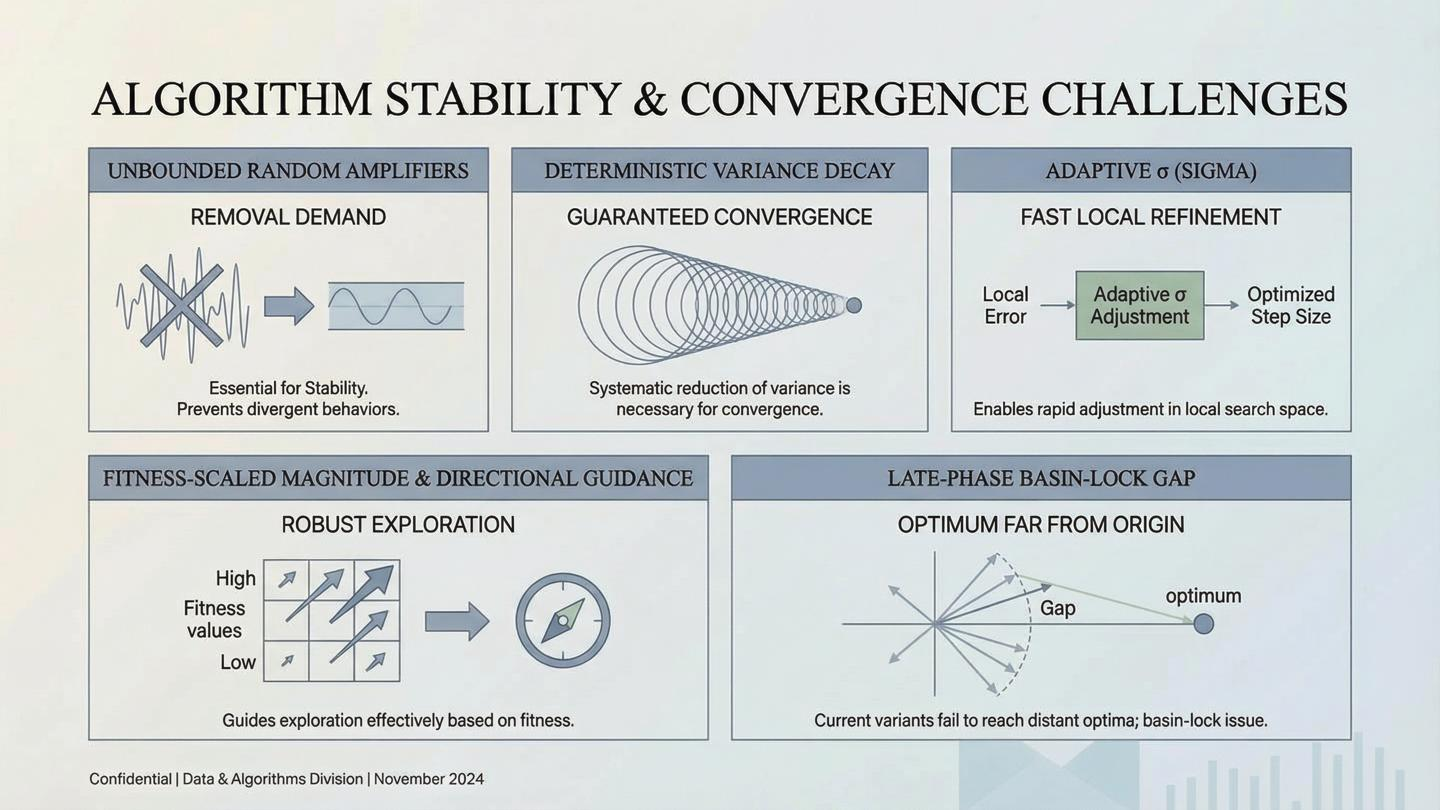 ALGORITHM STABILITY & CONVERGENCE CHALLENGES
UNBOUNDED RANDOM AMPLIFIERS
REMOVAL DEMAND
Essential for Stability.
Prevents divergent behaviors.
DETERMINISTIC VARIANCE DECAY
GUARANTEED CONVERGENCE
Systematic reduction of variance is
necessary for convergence.
ADAPTIVE σ (SIGMA)
FAST LOCAL REFINEMENT
Local
Error
Adaptive σ
Adjustment
Optimized
Step Size
Enables rapid adjustment in local search space.
FITNESS-SCALED MAGNITUDE & DIRECTIONAL GUIDANCE
ROBUST EXPLORATION
High
Fitness
values
Low
Guides exploration effectively based on fitness.
LATE-PHASE BASIN-LOCK GAP
OPTIMUM FAR FROM ORIGIN
Gap
optimum
Current variants fail to reach distant optima; basin-lock issue.
Confidential | Data & Algorithms Division | November 2024